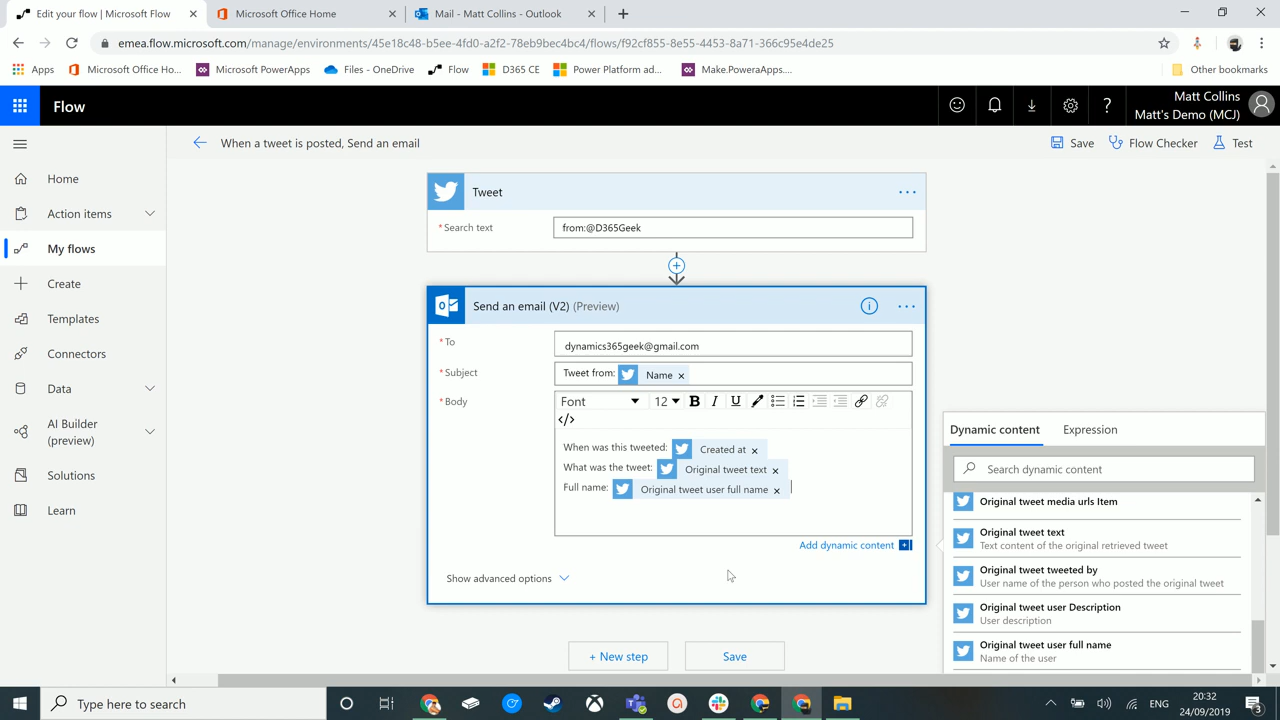 Edit your flow | Microsoft Flow
Microsoft Office Home
Mail - Matt Collins - Outlook
emea.flow.microsoft.com/manage/environments/45e18c48-b5ee-4fd0-a2f2-78eb9bec4bc4/flows/f92cf855-8e55-4453-8a71-366c95e4de25
Apps
Microsoft Office Ho...
Microsoft PowerApps
Files - OneDrive
Flow
D365 CE
Power Platform ad...
Make.PoweraApps....
Other bookmarks
Flow
Matt Collins
Matt's Demo (MCJ)
When a tweet is posted, Send an email
Save
Flow Checker
Test
Home
Action items
My flows
Create
Templates
Connectors
Data
AI Builder
(preview)
Solutions
Learn
Tweet
* Search text
from:@D365Geek
Send an email (V2) (Preview)
* To
dynamics365geek@gmail.com
* Subject
Tweet from: Name ×
* Body
Font 12 B I U
</>
When was this tweeted: Created at ×
What was the tweet: Original tweet text ×
Full name: Original tweet user full name ×
Add dynamic content
Show advanced options
+ New step
Save
Dynamic content
Expression
Search dynamic content
Original tweet media urls Item
Original tweet text
Text content of the original retrieved tweet
Original tweet tweeted by
User name of the person who posted the original tweet
Original tweet user Description
User description
Original tweet user full name
Name of the user
Type here to search
ENG
20:32
24/09/2019
3